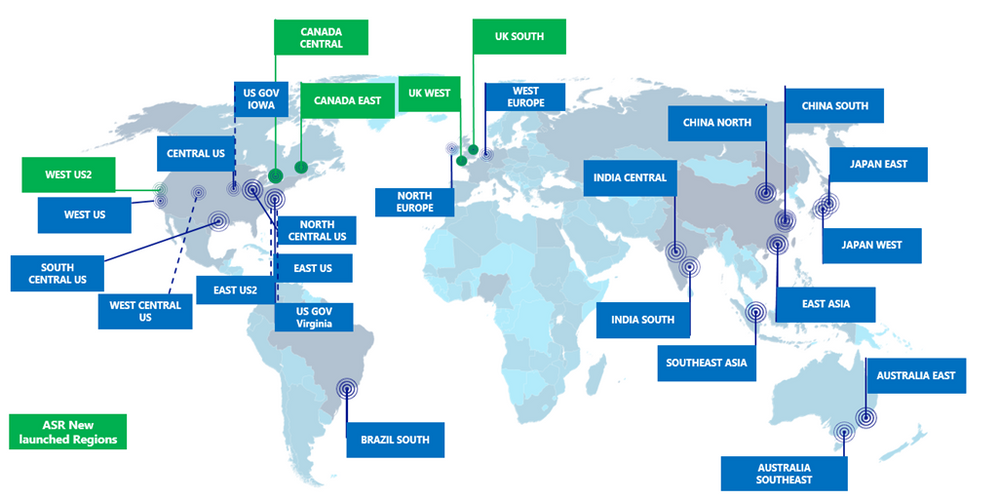 CANADA
CENTRAL
UK SOUTH
US GOV
IOWA
CANADA EAST
UK WEST
WEST
EUROPE
CHINA SOUTH
CHINA NORTH
CENTRAL US
JAPAN EAST
WEST US2
INDIA CENTRAL
WEST US
NORTH
EUROPE
NORTH
CENTRAL US
JAPAN WEST
SOUTH
CENTRAL US
EAST US
EAST US2
WEST CENTRAL
US
US GOV
Virginia
EAST ASIA
INDIA SOUTH
SOUTHEAST ASIA
AUSTRALIA EAST
ASR New
launched Regions
BRAZIL SOUTH
AUSTRALIA
SOUTHEAST